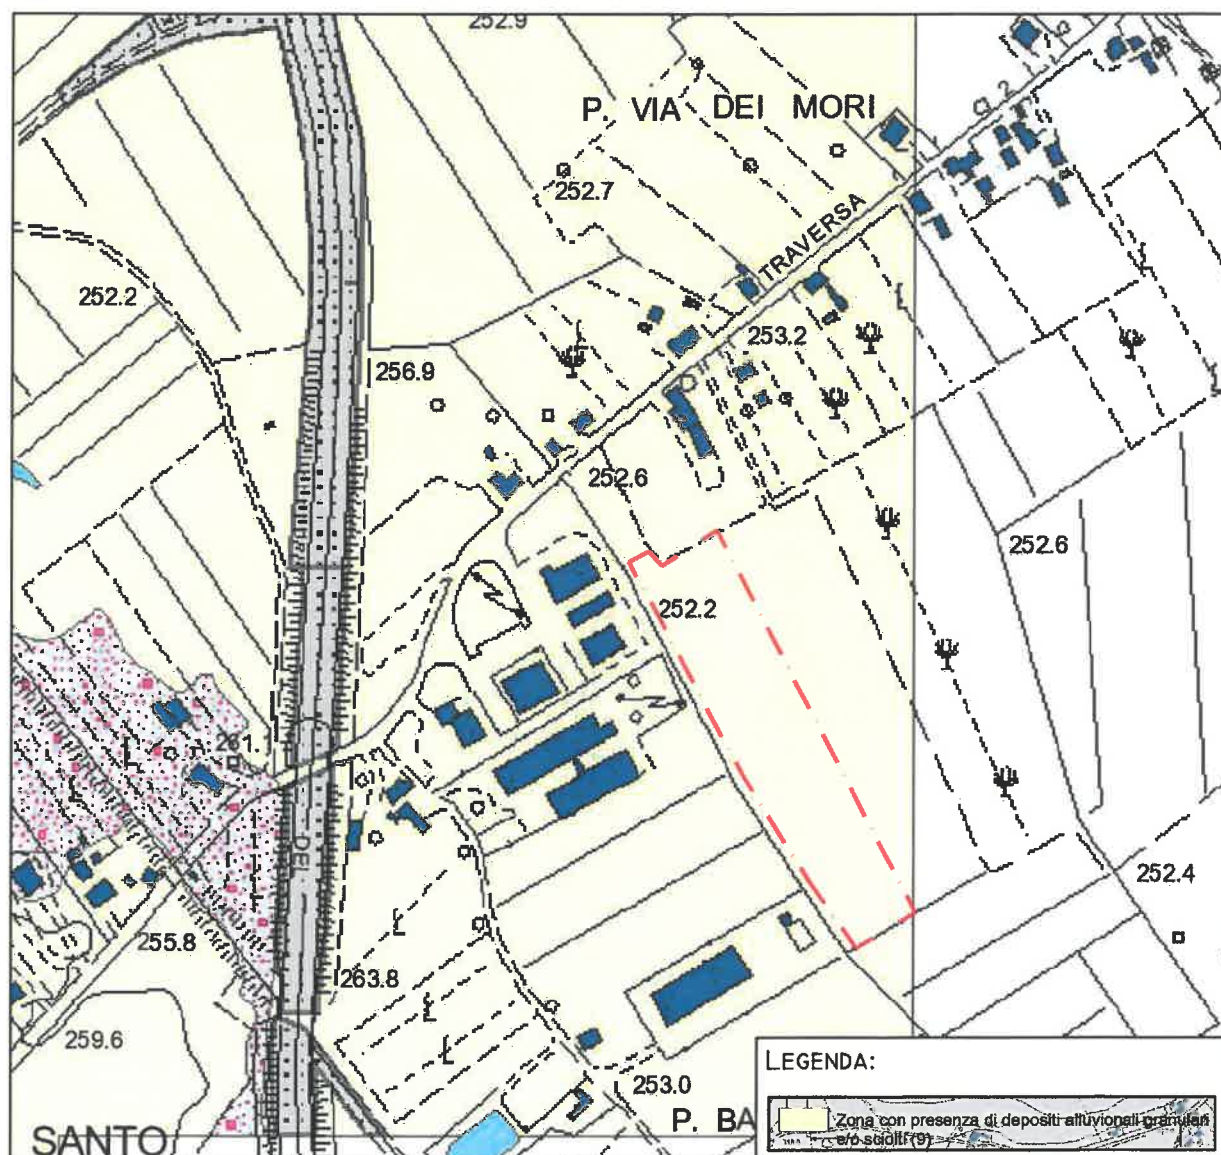 252.9
P. VIA DEI MORI
252.7
TRAVERSA
252.2
253.2
256.9
252.6
252.6
252.2
261.
DEL
252.4
255.8
263.8
259.6
253.0
P. BA
SANTO
LEGENDA:
Zona con presenza di depositi alluvionali granulari
e/o sciolti (9)